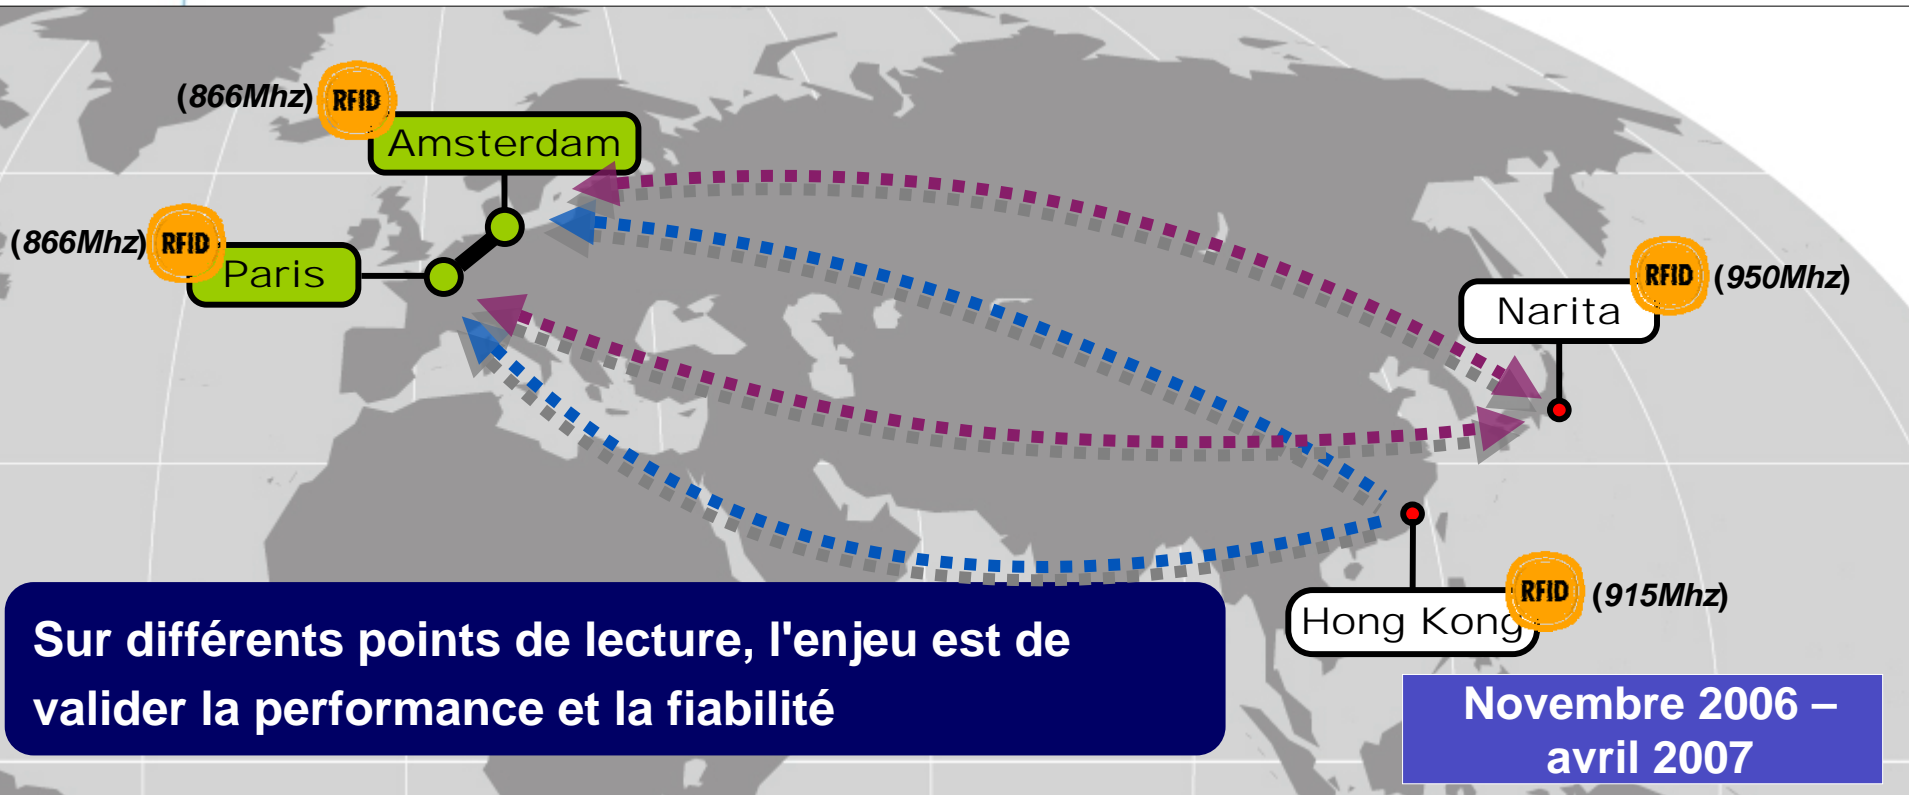 (866Mhz) RFID
Amsterdam
(866Mhz) RFID
Paris
RFID (950Mhz)
Narita
RFID (915Mhz)
Hong Kong
Sur différents points de lecture, l'enjeu est de
valider la performance et la fiabilité
Novembre 2006 –
avril 2007